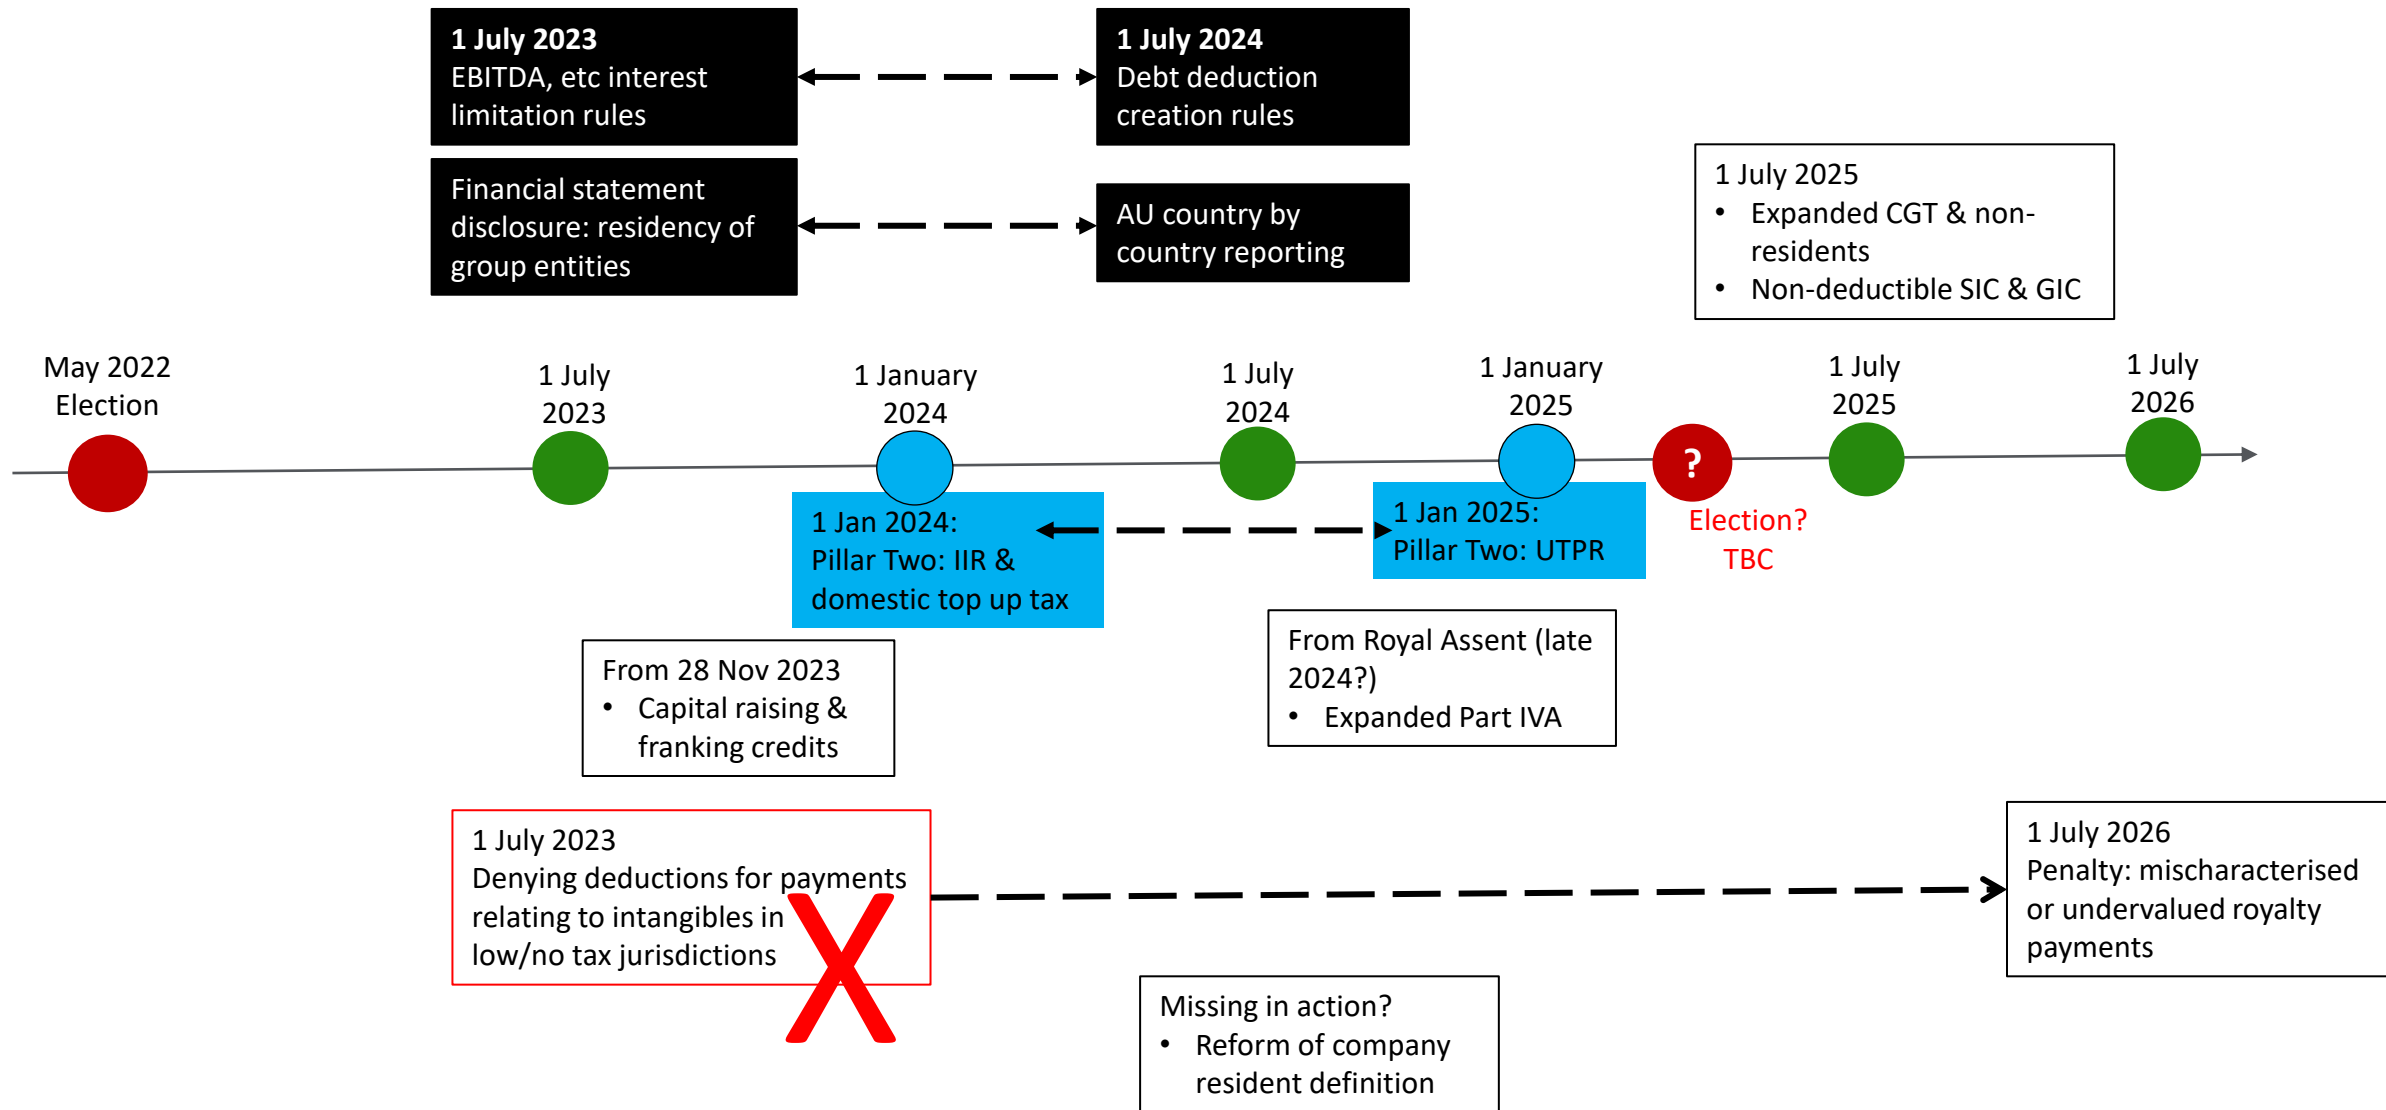 1 July 2023
EBITDA, etc interest
limitation rules
1 July 2024
Debt deduction
creation rules
Financial statement
disclosure: residency of
group entities
AU country by
country reporting
1 July 2025
• Expanded CGT & non-
residents
• Non-deductible SIC & GIC
May 2022
Election
1 July
2023
1 January
2024
1 July
2024
1 January
2025
1 July
2025
1 July
2026
?
Election?
TBC
1 Jan 2024:
Pillar Two: IIR &
domestic top up tax
1 Jan 2025:
Pillar Two: UTPR
From 28 Nov 2023
• Capital raising &
franking credits
From Royal Assent (late
2024?)
• Expanded Part IVA
1 July 2023
Denying deductions for payments
relating to intangibles in
low/no tax jurisdictions
X
1 July 2026
Penalty: mischaracterised
or undervalued royalty
payments
Missing in action?
• Reform of company
resident definition